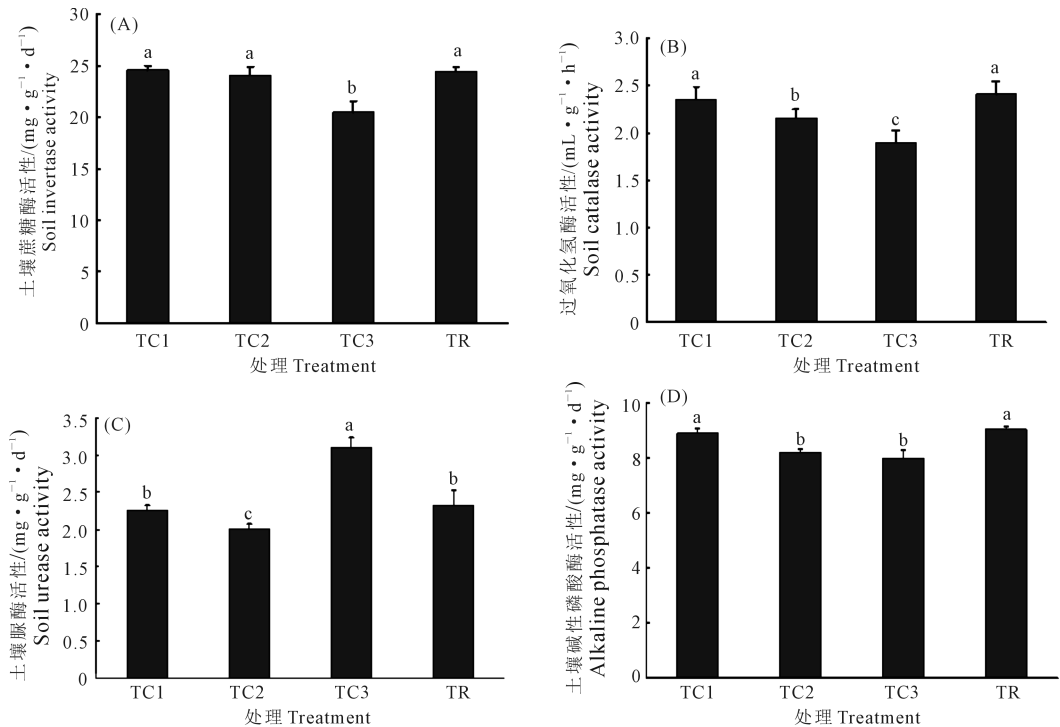 (A)
土壤蔗糖酶活性/(mg•g⁻¹•d⁻¹)
Soil invertase activity
30
25
20
15
10
25
5
0
a
a
b
a
TC1 TC2 TC3 TR
处理 Treatment
(B)
过氧化氢酶活性/(mL•g⁻¹•h⁻¹)
Soil catalase activity
3.0
2.5
2.0
1.5
1.0
0.5
0
a
b
c
a
TC1 TC2 TC3 TR
处理 Treatment
(C)
土壤脲酶活性/(mg•g⁻¹•d⁻¹)
Soil urease activity
3.5
3.0
2.5
2.0
1.5
1.0
0.5
0
b
c
a
b
TC1 TC2 TC3 TR
处理 Treatment
(D)
土壤碱性磷酸酶活性/(mg•g⁻¹•d⁻¹)
Alkaline phosphatase activity
10
8
6
4
2
0
a
b
b
a
TC1 TC2 TC3 TR
处理 Treatment